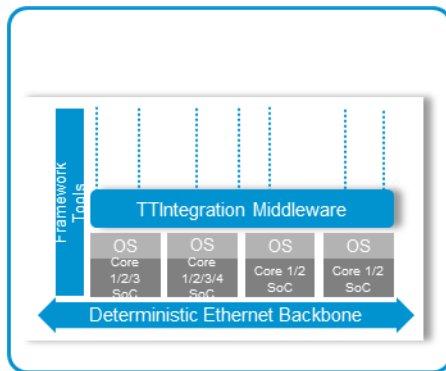 Framework
Tools
TTIntegration Middleware
OS
Core
1/2/3
SoC
OS
Core
1/2/3/4
SoC
OS
Core 1/2
SoC
OS
Core 1/2
SoC
Deterministic Ethernet Backbone